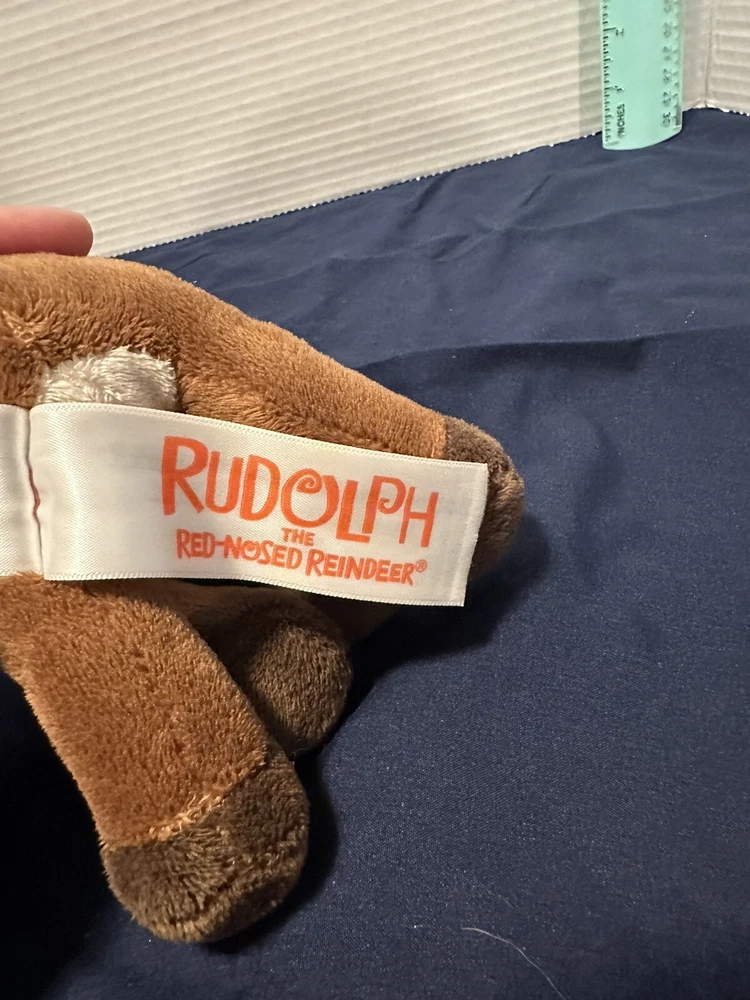 INCHES
RUDOLPH
THE
RED-NOSED REINDEER®